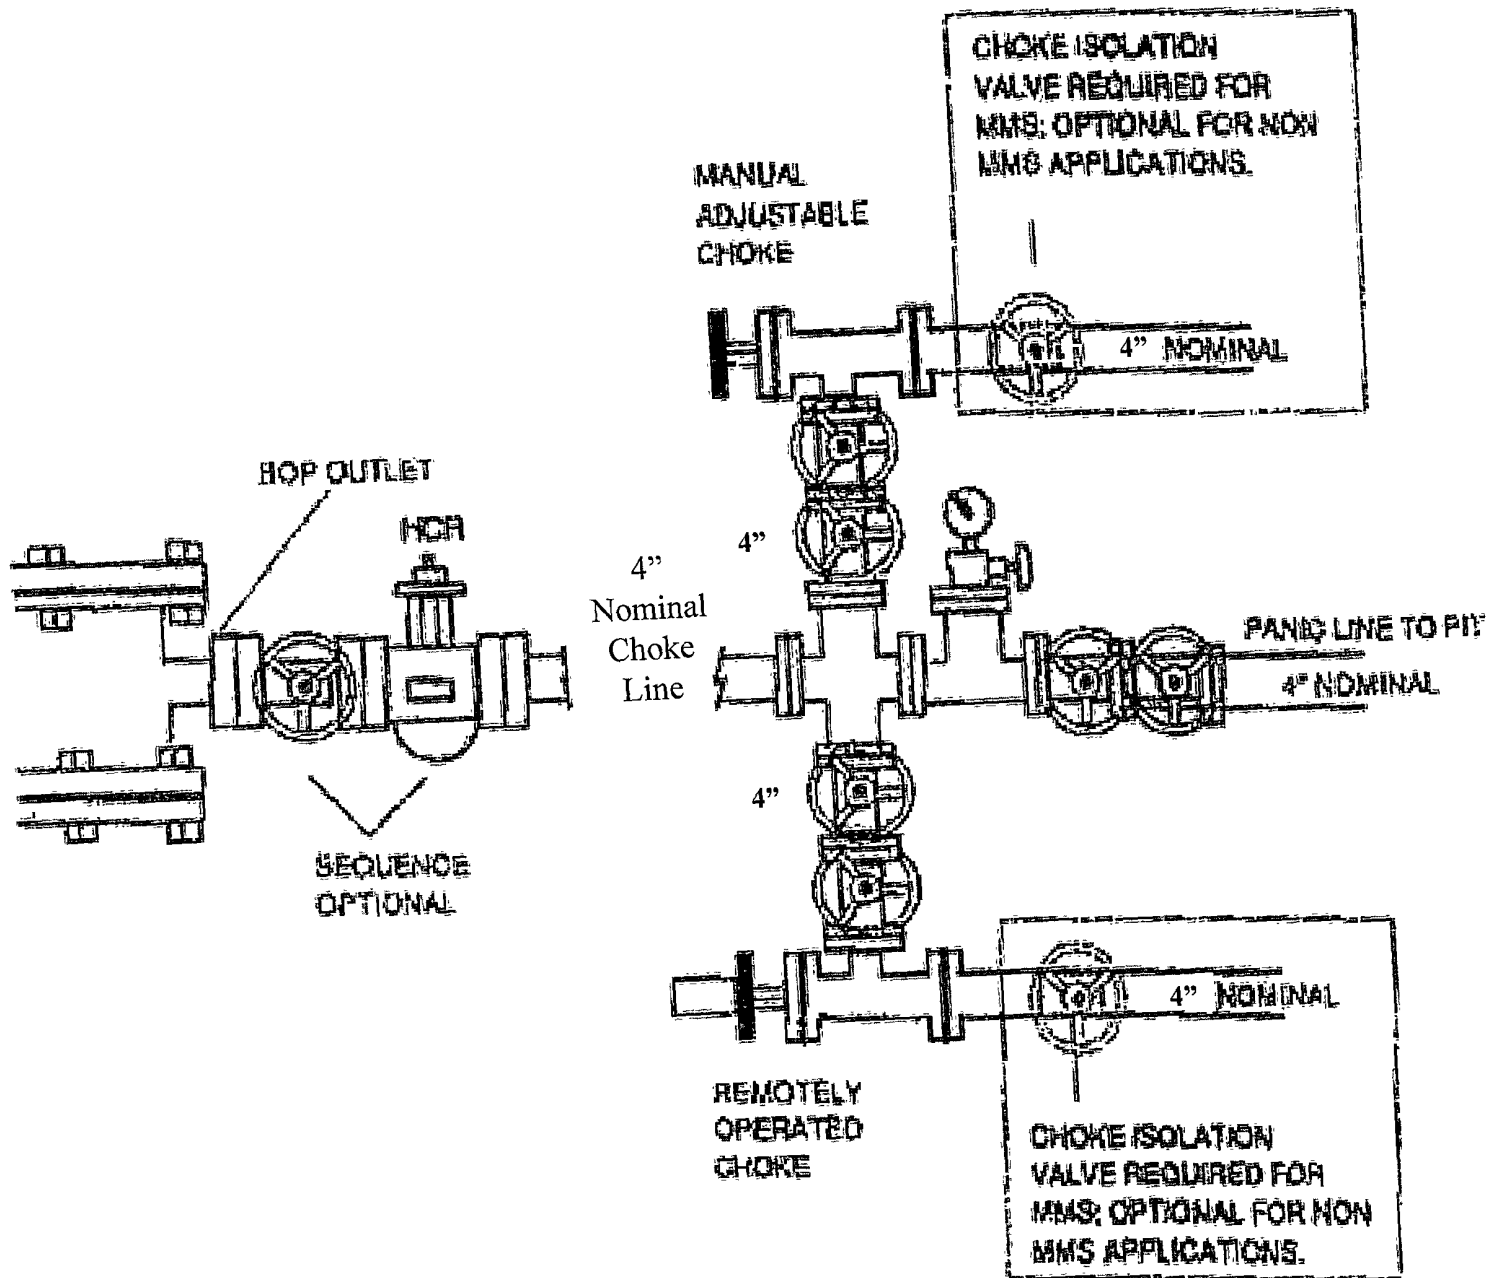 CHOKE ISOLATION
VALVE REQUIRED FOR
MMS; OPTIONAL FOR NON
MMS APPLICATIONS.
MANUAL
ADJUSTABLE
CHOKE
4” NOMINAL
BOP OUTLET
HCR
4”
4”
Nominal
Choke
Line
PANIC LINE TO PIT
4" NOMINAL
4”
SEQUENCE
OPTIONAL
4” NOMINAL
REMOTELY
OPERATED
CHOKE
CHOKE ISOLATION
VALVE REQUIRED FOR
MMS; OPTIONAL FOR NON
MMS APPLICATIONS.